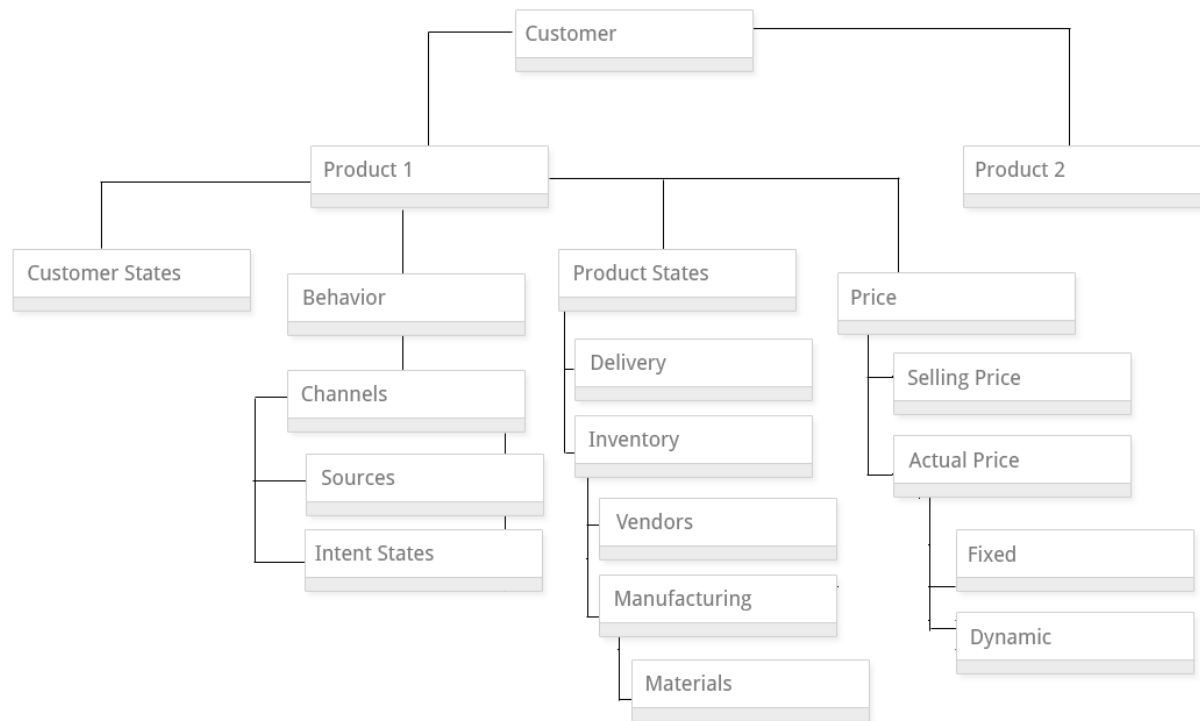 Customer
Product 1
Product 2
Customer States
Behavior
Product States
Price
Channels
Sources
Intent States
Delivery
Inventory
Vendors
Manufacturing
Materials
Selling Price
Actual Price
Fixed
Dynamic